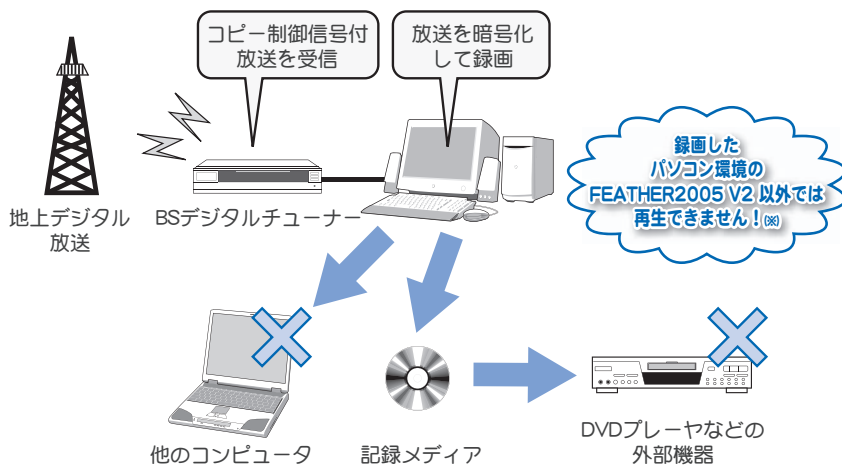 コピー制御信号付
放送を受信
放送を暗号化
して録画
録画した
パソコン環境の
FEATHER2005 V2 以外では
再生できません！(※)
地上デジタル
放送
BSデジタルチューナー
他のコンピュータ
記録メディア
DVDプレーヤなどの
外部機器